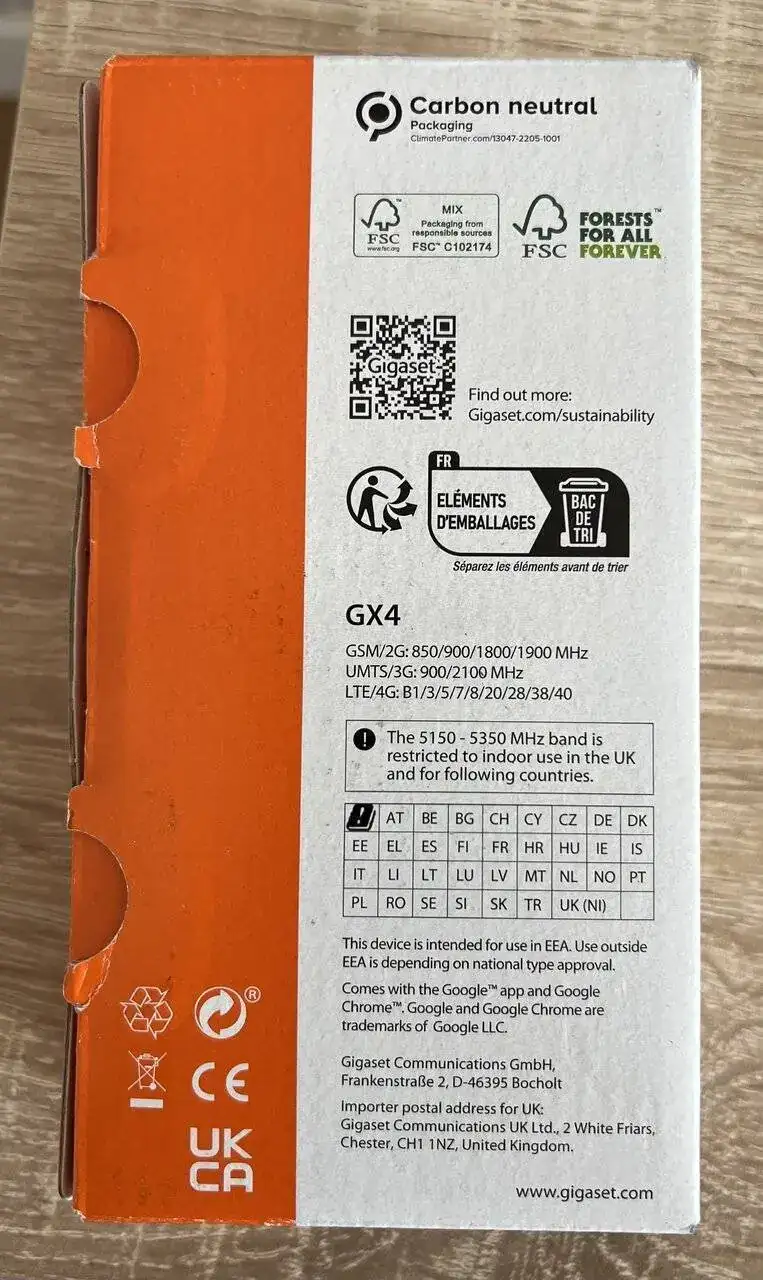 Carbon neutral
Packaging
ClimatePartner.com/13047-2205-1001
FSC™
www.fsc.org
MIX
Packaging from
responsible sources
FSC™ C102174
FSC
FORESTS™
FOR ALL
FOREVER
Gigaset
Find out more:
Gigaset.com/sustainability
FR
ELÉMENTS
D'EMBALLAGES
BAC
DE
TRI
Séparez les éléments avant de trier
GX4
GSM/2G: 850/900/1800/1900 MHz
UMTS/3G: 900/2100 MHz
LTE/4G: B1/3/5/7/8/20/28/38/40
! The 5150 - 5350 MHz band is
restricted to indoor use in the UK
and for following countries.
! AT BE BG CH CY CZ DE DK
EE EL ES FI FR HR HU IE IS
IT LI LT LU LV MT NL NO PT
PL RO SE SI SK TR UK (NI)
This device is intended for use in EEA. Use outside
EEA is depending on national type approval.
Comes with the Google™ app and Google
Chrome™. Google and Google Chrome are
trademarks of Google LLC.
Gigaset Communications GmbH,
Frankenstraße 2, D-46395 Bocholt
Importer postal address for UK:
Gigaset Communications UK Ltd., 2 White Friars,
Chester, CH1 1NZ, United Kingdom.
www.gigaset.com
®
CE
UK
CA